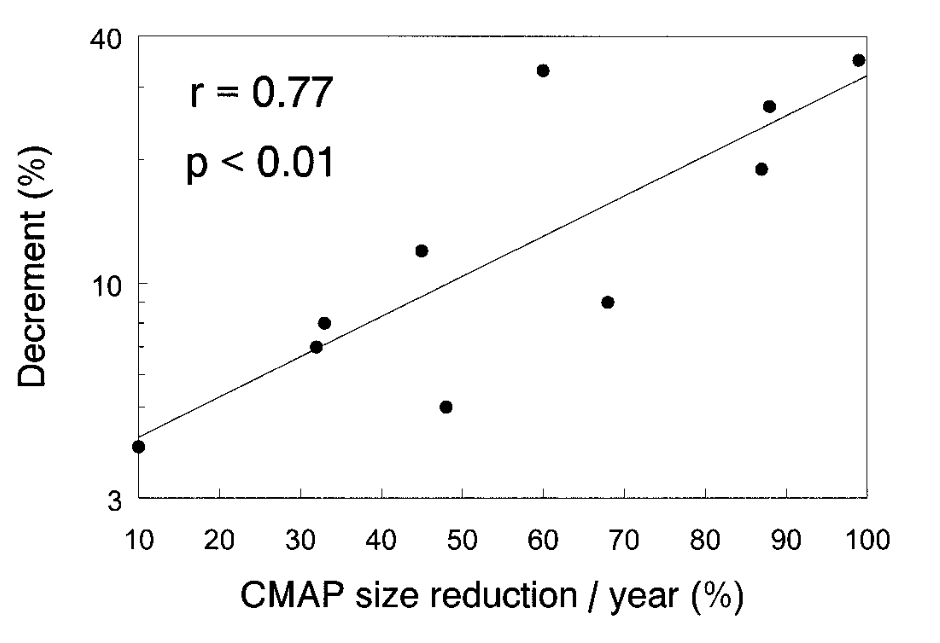 40
r = 0.77
p < 0.01
Decrement (%)
10
3
10 20 30 40 50 60 70 80 90 100
CMAP size reduction / year (%)